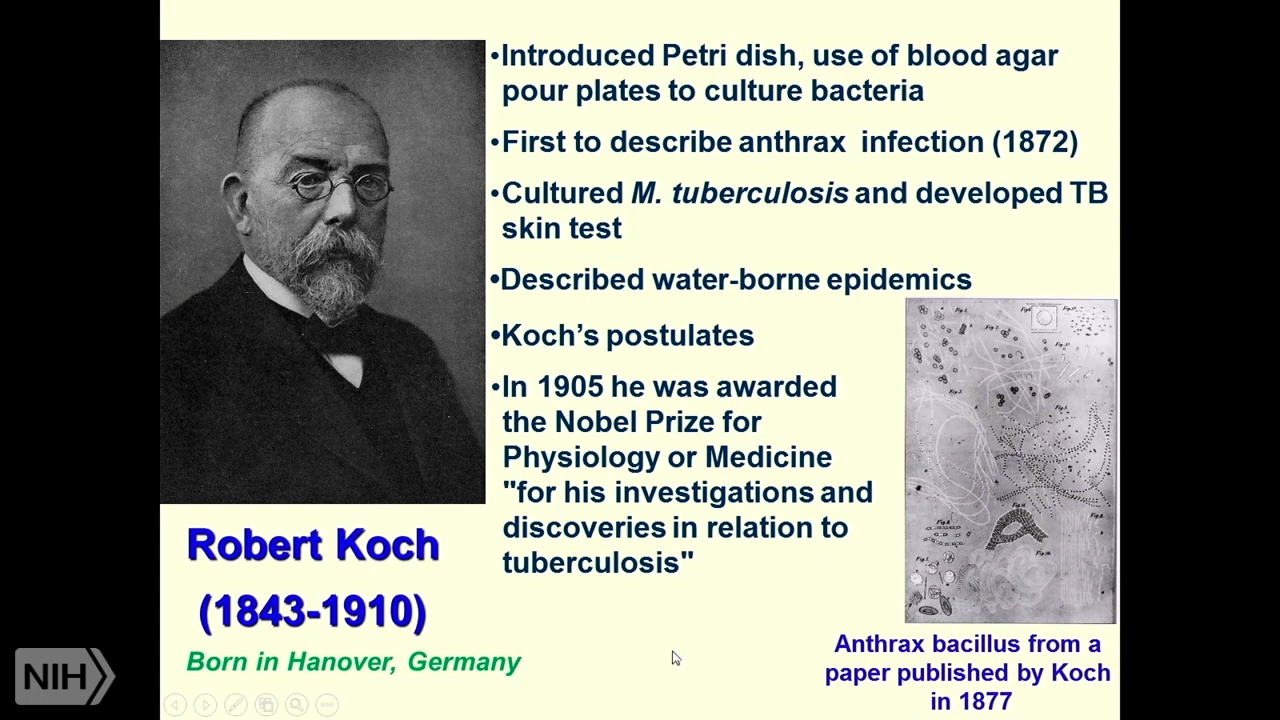 •Introduced Petri dish, use of blood agar
pour plates to culture bacteria
•First to describe anthrax  infection (1872)
•Cultured M. tuberculosis and developed TB
skin test
•Described water-borne epidemics
•Koch’s postulates
•In 1905 he was awarded
the Nobel Prize for
Physiology or Medicine
"for his investigations and
discoveries in relation to
tuberculosis"
Robert Koch
(1843-1910)
Born in Hanover, Germany
Anthrax bacillus from a
paper published by Koch
in 1877
NIH